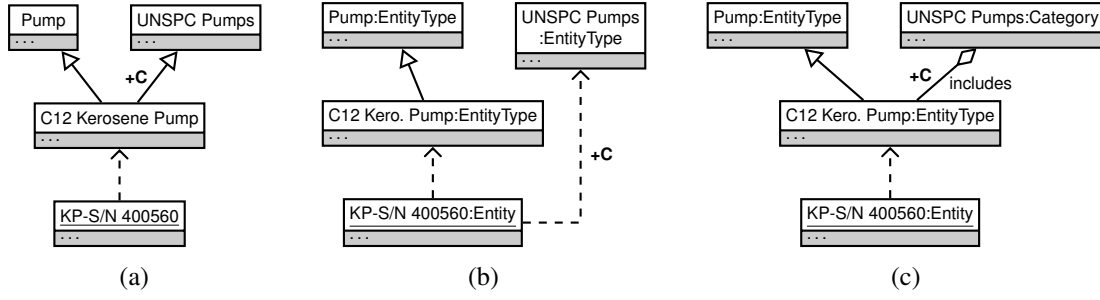 Pump
...
UNSPC Pumps
...
+C
C12 Kerosene Pump
...
KP-S/N 400560
...
(a)
Pump:EntityType
...
UNSPC Pumps
:EntityType
...
C12 Kero. Pump:EntityType
...
+C
KP-S/N 400560:Entity
...
(b)
Pump:EntityType
...
UNSPC Pumps:Category
...
+C
includes
C12 Kero. Pump:EntityType
...
KP-S/N 400560:Entity
...
(c)